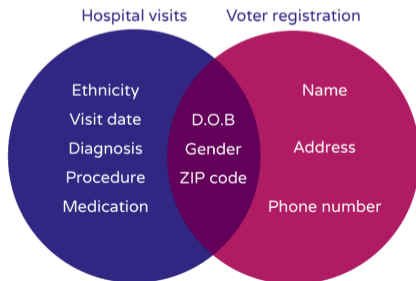 Hospital visits
Voter registration
Ethnicity
Visit date
Diagnosis
Procedure
Medication
D.O.B
Gender
ZIP code
Name
Address
Phone number